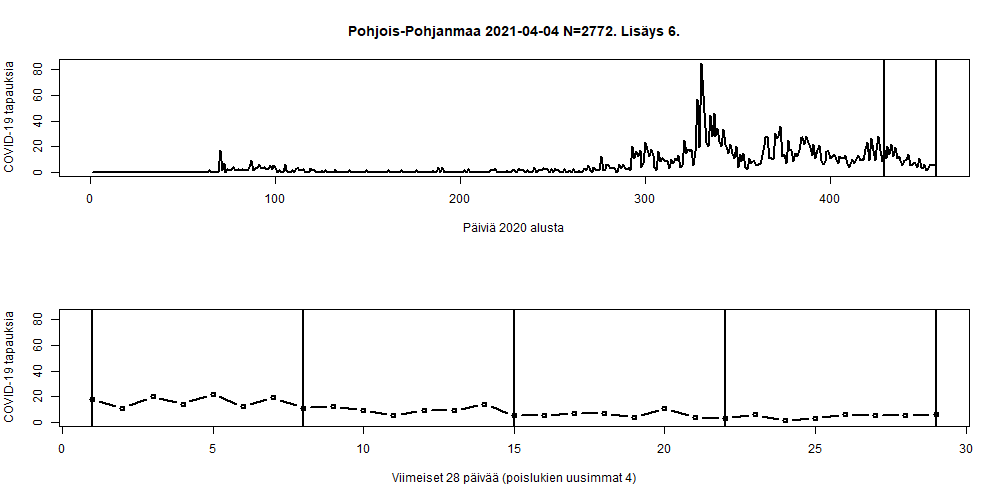 Pohjois-Pohjanmaa 2021-04-04 N=2772. Lisäys 6.
COVID-19 tapauksia
80
60
40
20
0
0 100 200 300 400
Päiviä 2020 alusta
COVID-19 tapauksia
80
60
40
20
0
0 5 10 15 20 25 30
Viimeiset 28 päivää (poislukien uusimmat 4)